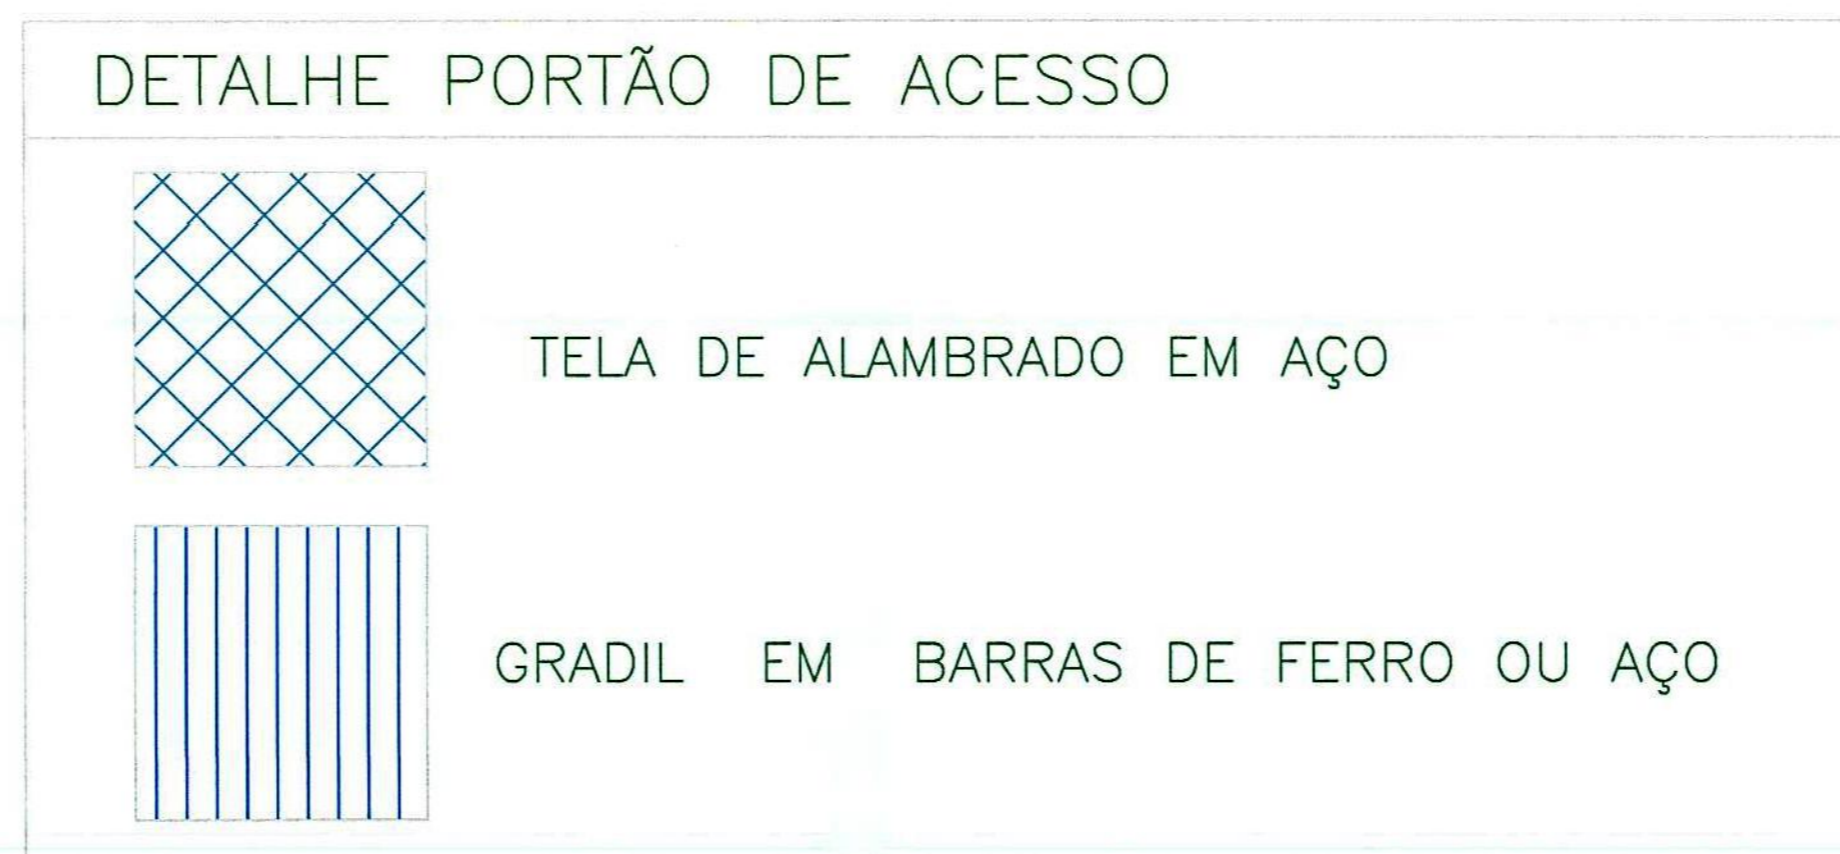 DETALHE PORTÃO DE ACESSO
TELA DE ALAMBRADO EM AÇO
GRADIL EM BARRAS DE FERRO OU AÇO